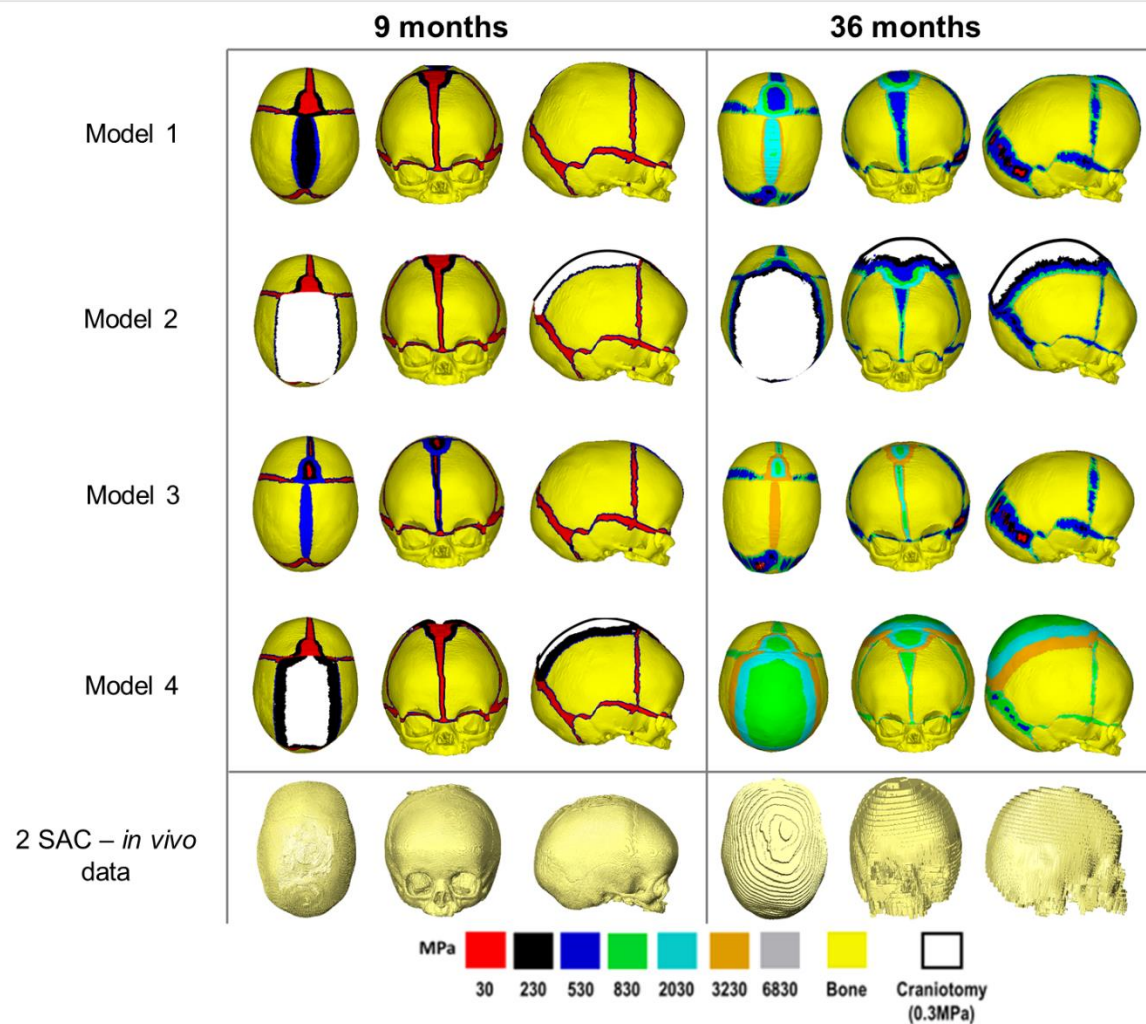 9 months
36 months
Model 1
Model 2
Model 3
Model 4
2 SAC – in vivo
data
MPa
30 230 530 830 2030 3230 6830 Bone Craniotomy
(0.3MPa)